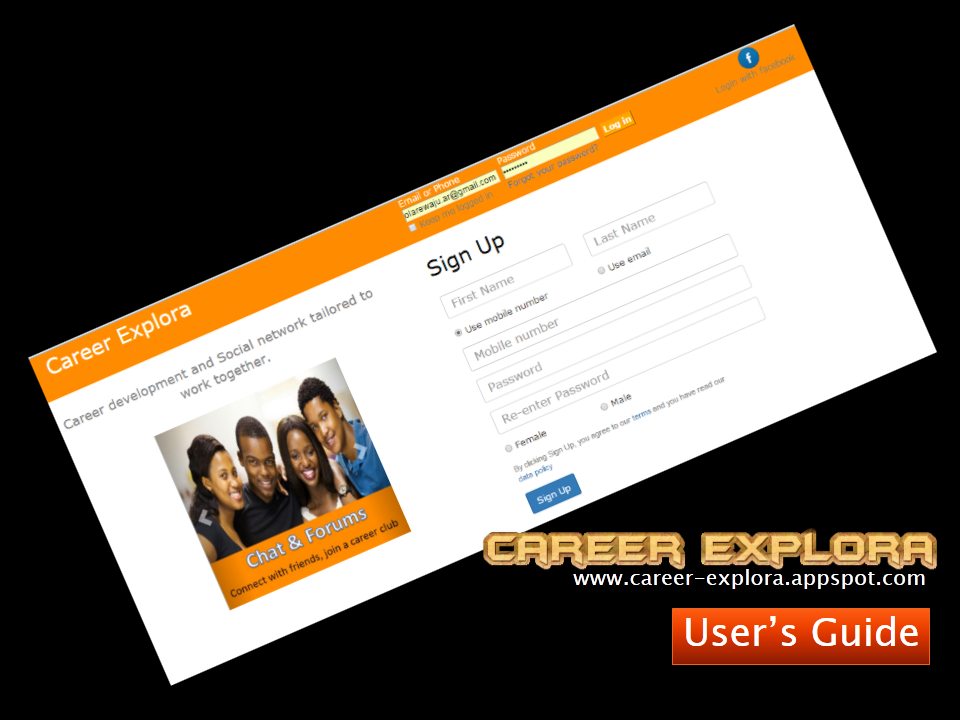 Login with facebook
Email or Phone
Password
olarewaju.ar@gmail.com
•••••••••
Log in
Keep me logged in
Forgot your password?
Career Explora
Career development and Social network tailored to
work together.
Chat & Forums
Connect with friends, join a career club
Sign Up
First Name
Last Name
Use mobile number
Use email
Mobile number
Password
Re-enter Password
Female
Male
By clicking Sign Up, you agree to our terms and you have read our
data policy
Sign Up
CAREER EXPLORA
www.career-explora.appspot.com
User’s Guide